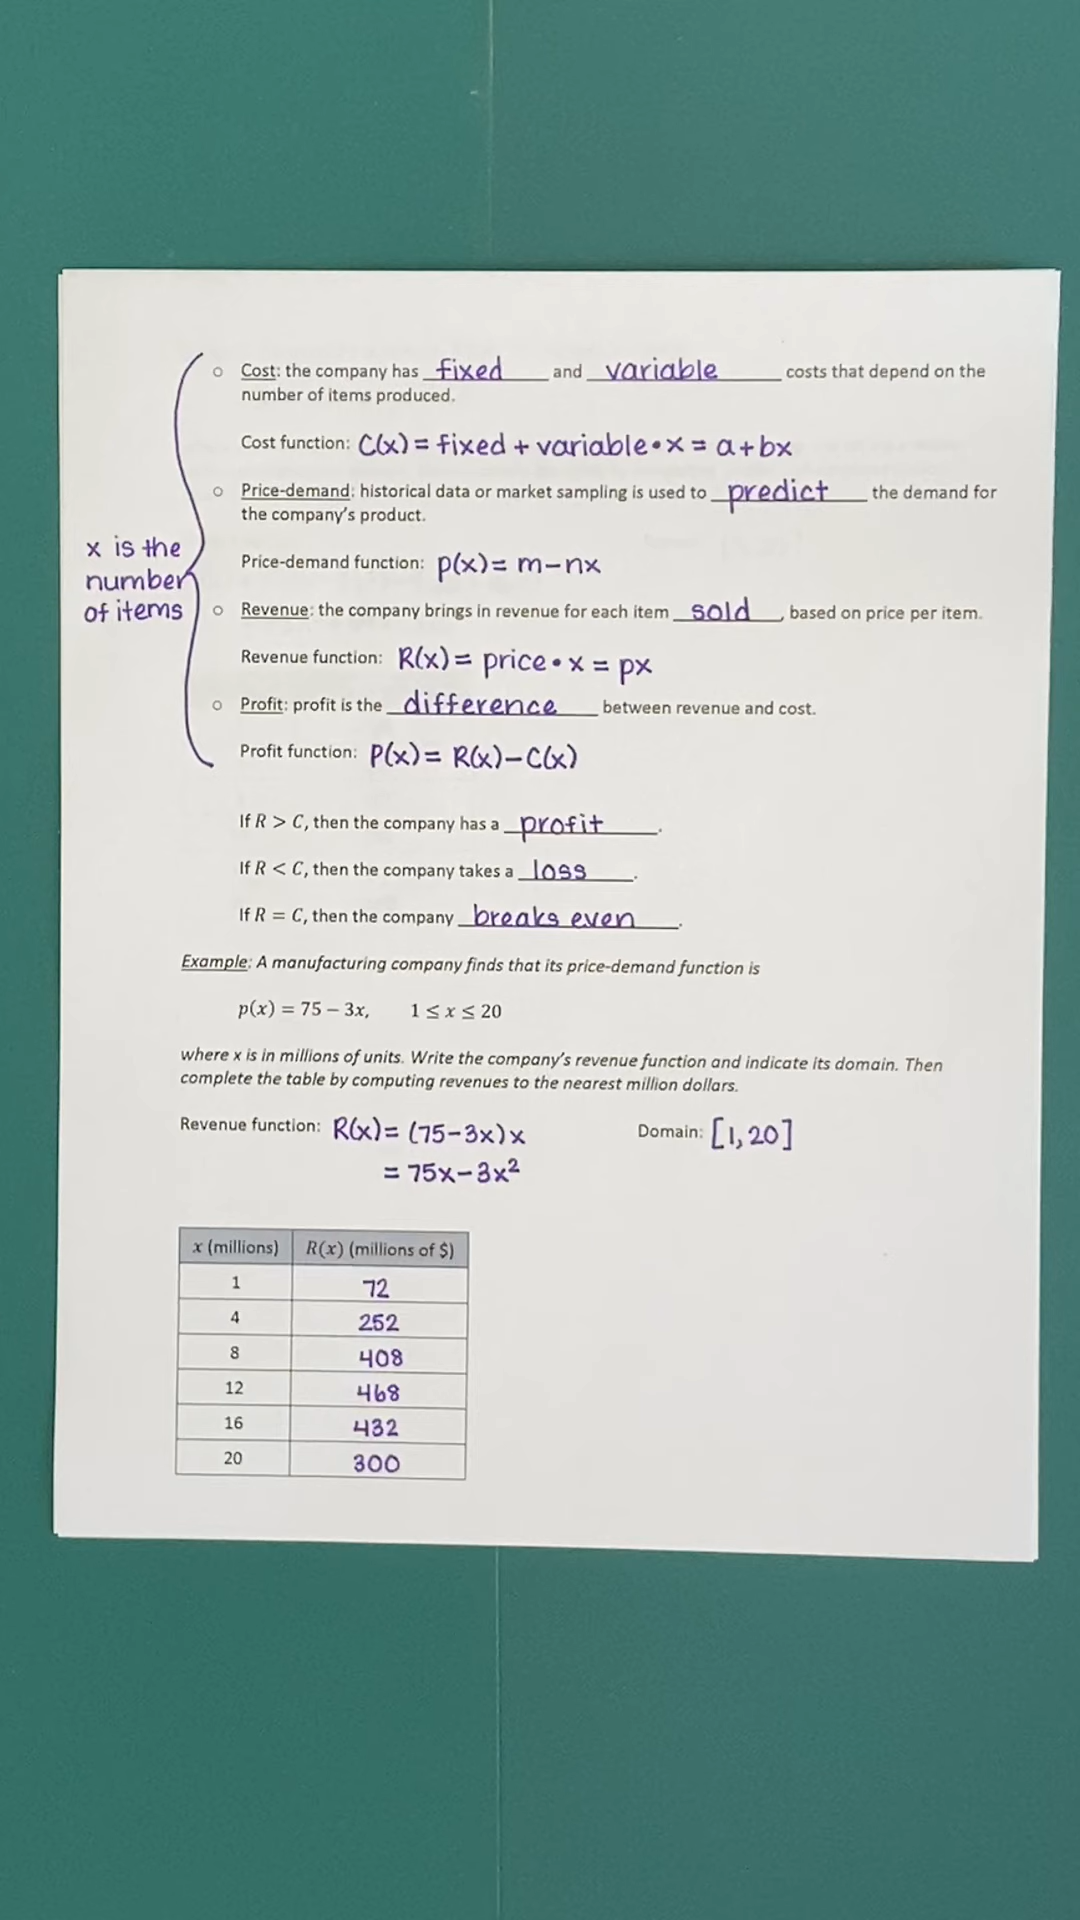 ○ Cost: the company has fixed and variable costs that depend on the
number of items produced.
Cost function: C(x) = fixed + variable • x = a + bx
○ Price-demand: historical data or market sampling is used to predict the demand for
the company's product.
x is the
number
of items
Price-demand function: p(x) = m − nx
○ Revenue: the company brings in revenue for each item sold, based on price per item.
Revenue function: R(x) = price • x = px
○ Profit: profit is the difference between revenue and cost.
Profit function: P(x) = R(x) − C(x)
If R > C, then the company has a profit.
If R < C, then the company takes a loss.
If R = C, then the company breaks even.
Example: A manufacturing company finds that its price-demand function is
p(x) = 75 − 3x, 1 ≤ x ≤ 20
where x is in millions of units. Write the company's revenue function and indicate its domain. Then
complete the table by computing revenues to the nearest million dollars.
Revenue function: R(x) = (75 − 3x)x Domain: [1, 20]
= 75x − 3x²
x (millions) R(x) (millions of $)
1 72
4 252
8 408
12 468
16 432
20 300